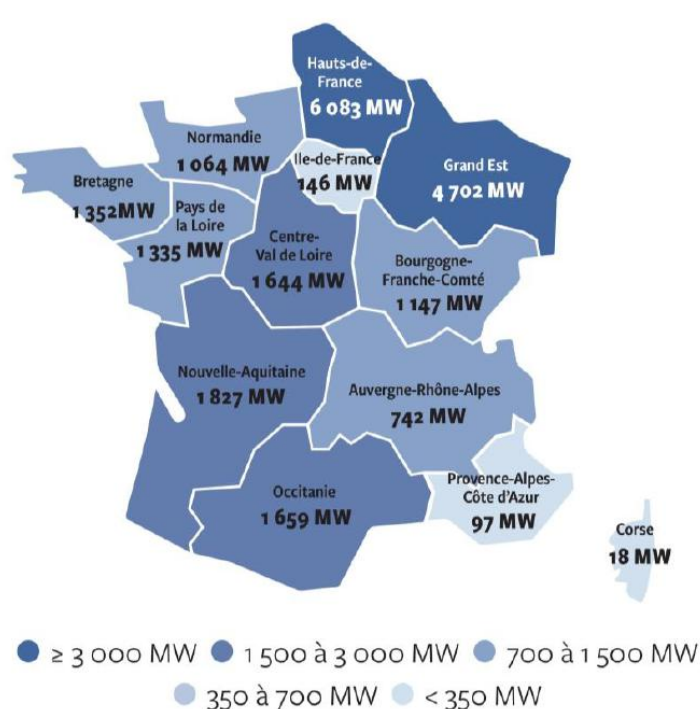 Hauts-de-
France
6 083 MW
Normandie
1 064 MW
Ile-de-France
146 MW
Grand Est
4 702 MW
Bretagne
1 352MW
Pays de
la Loire
1 335 MW
Centre-
Val de Loire
1 644 MW
Bourgogne-
Franche-Comté
1 147 MW
Nouvelle-Aquitaine
1 827 MW
Auvergne-Rhône-Alpes
742 MW
Occitanie
1 659 MW
Provence-Alpes-
Côte d'Azur
97 MW
Corse
18 MW
≥ 3 000 MW 1 500 à 3 000 MW 700 à 1 500 MW
350 à 700 MW < 350 MW